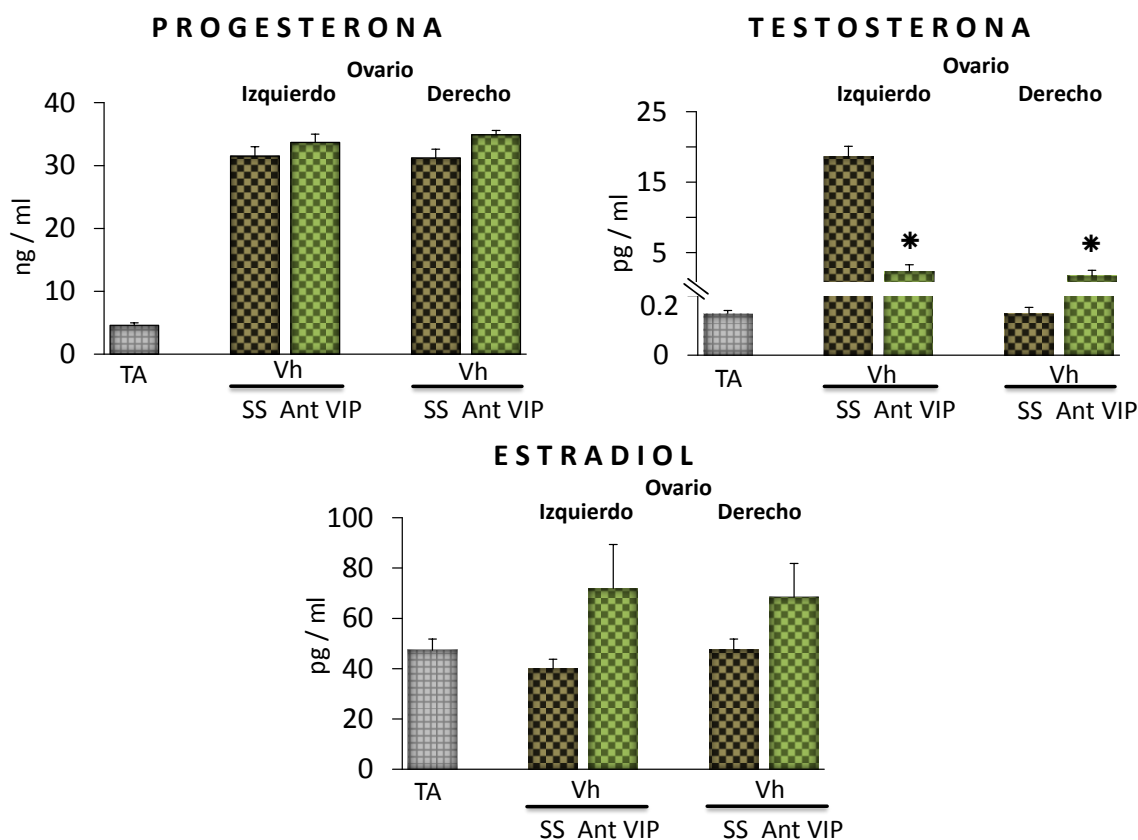 PROGESTERONA
Ovario
Izquierdo Derecho
40
30
20
10
0
ng / ml
TA
Vh
SS Ant VIP
Vh
SS Ant VIP
TESTOSTERONA
Ovario
Izquierdo Derecho
25
15
5
0.2
0
pg / ml
*
*
TA
Vh
SS Ant VIP
Vh
SS Ant VIP
ESTRADIOL
Ovario
Izquierdo Derecho
100
80
60
40
20
0
pg / ml
TA
Vh
SS Ant VIP
Vh
SS Ant VIP